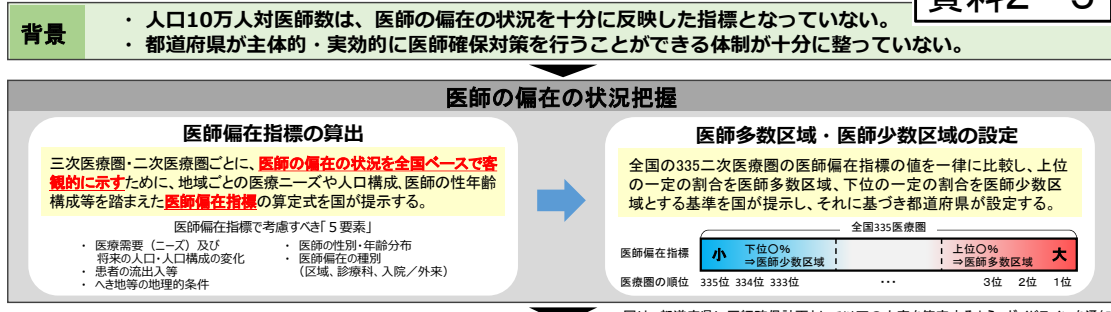 資料2-3
背景
・ 人口10万人対医師数は、医師の偏在の状況を十分に反映した指標となっていない。
・ 都道府県が主体的・実効的に医師確保対策を行うことができる体制が十分に整っていない。
医師の偏在の状況把握
医師偏在指標の算出
三次医療圏・二次医療圏ごとに、医師の偏在の状況を全国ベースで客
観的に示すために、地域ごとの医療ニーズや人口構成、医師の性年齢
構成等を踏まえた医師偏在指標の算定式を国が提示する。
医師偏在指標で考慮すべき「5要素」
・ 医療需要（ニーズ）及び
将来の人口・人口構成の変化
・ 患者の流出入等
・ へき地等の地理的条件
・ 医師の性別・年齢分布
・ 医師偏在の種別
（区域、診療科、入院／外来）
医師多数区域・医師少数区域の設定
全国の335二次医療圏の医師偏在指標の値を一律に比較し、上位
の一定の割合を医師多数区域、下位の一定の割合を医師少数区
域とする基準を国が提示し、それに基づき都道府県が設定する。
全国335医療圏
医師偏在指標
小
下位〇%
⇒医師少数区域
上位〇%
⇒医師多数区域
大
医療圏の順位 335位 334位 333位 … 3位 2位 1位